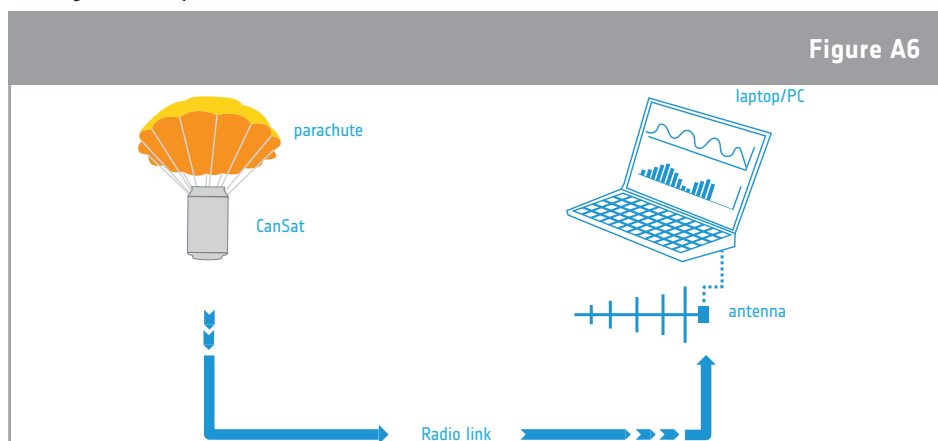 Figure A6
laptop/PC
parachute
CanSat
antenna
Radio link